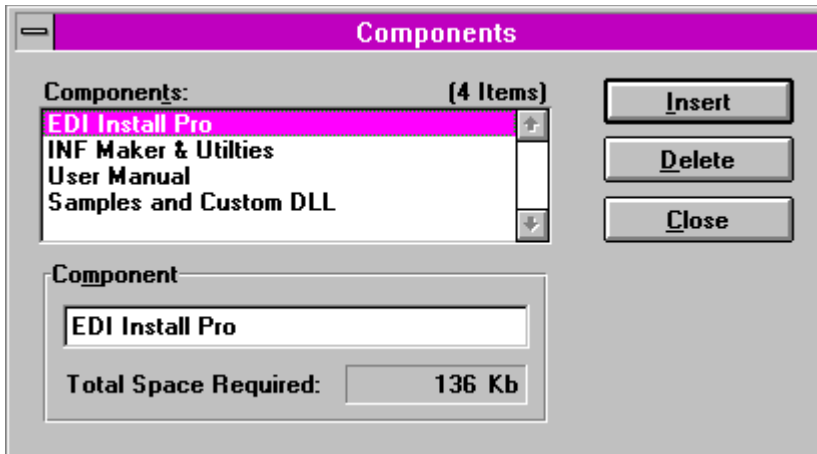 Components
Components: (4 Items)
EDI Install Pro
INF Maker & Utilties
User Manual
Samples and Custom DLL
Insert
Delete
Close
Component
EDI Install Pro
Total Space Required: 136 Kb